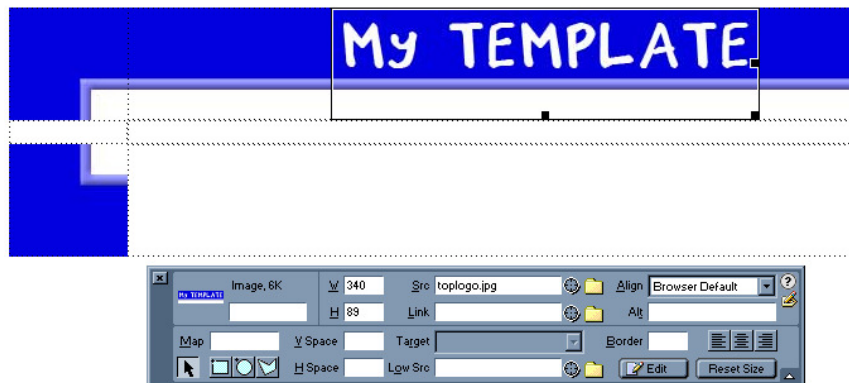 My TEMPLATE
My TEMPLATE
Image, 6K
W 340
Src toplogo.jpg
Align Browser Default
?
H 89
Link
Alt
Map
V Space
Target
Border
H Space
Low Src
Edit
Reset Size